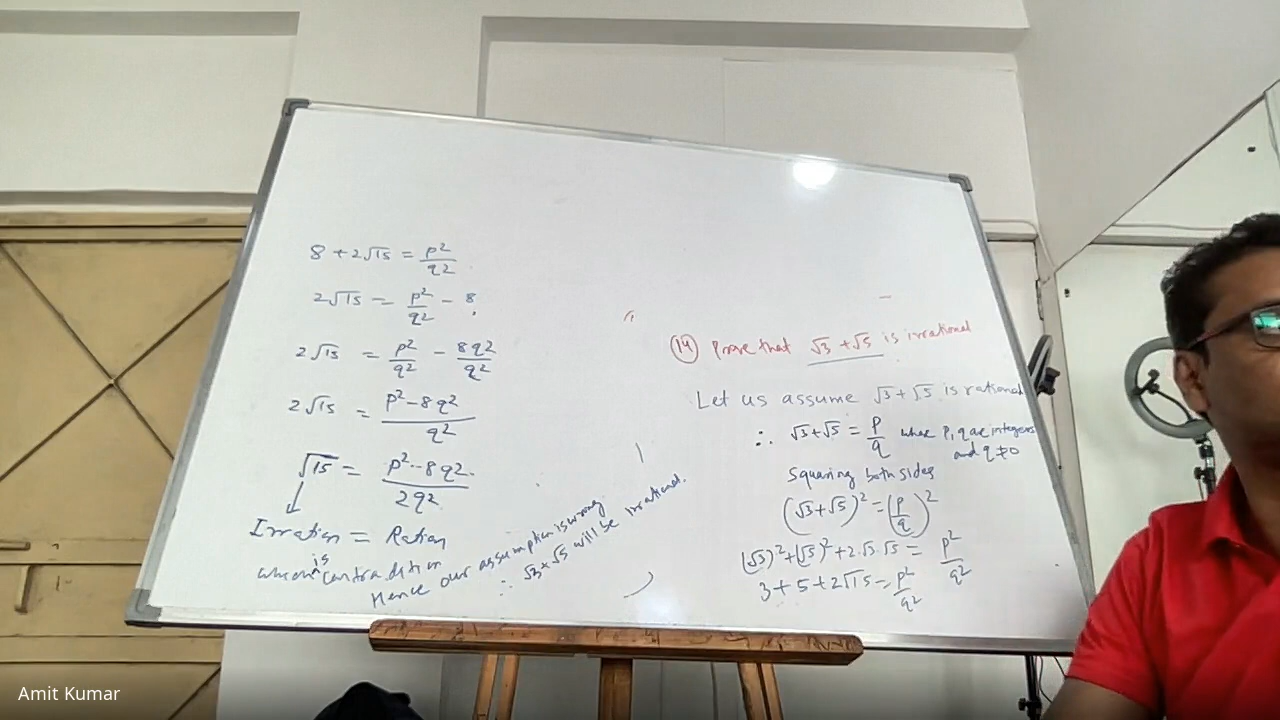 (14) Prove that √3 + √5 is irrational
Let us assume √3 + √5 is rational
∴ √3 + √5 = p/q where p, q are integers
and q ≠ 0
Squaring both sides
(√3 + √5)² = (p/q)²
(√3)² + (√5)² + 2·√3·√5 = p²/q²
3 + 5 + 2√15 = p²/q²
8 + 2√15 = p²/q²
2√15 = p²/q² - 8
2√15 = p²/q² - 8q²/q²
2√15 = p² - 8q²/q²
√15 = p² - 8q²/2q²
Irration = Ration
which is a contradition
Hence our assumption is wrong
∴ √3 + √5 will be irrational.
Amit Kumar